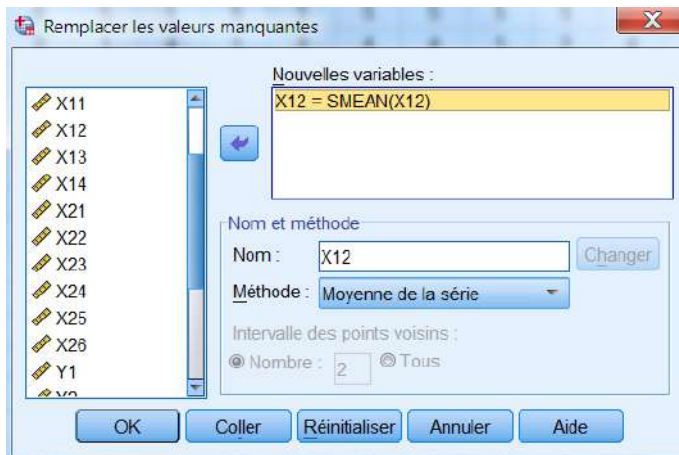 Remplacer les valeurs manquantes
X
Nouvelles variables :
X11
X12
X13
X14
X21
X22
X23
X24
X25
X26
Y1
X12 = SMEAN(X12)
Nom et méthode
Nom : X12 Changer
Méthode : Moyenne de la série
Intervalle des points voisins :
Nombre : 2 Tous
OK Coller Réinitialiser Annuler Aide